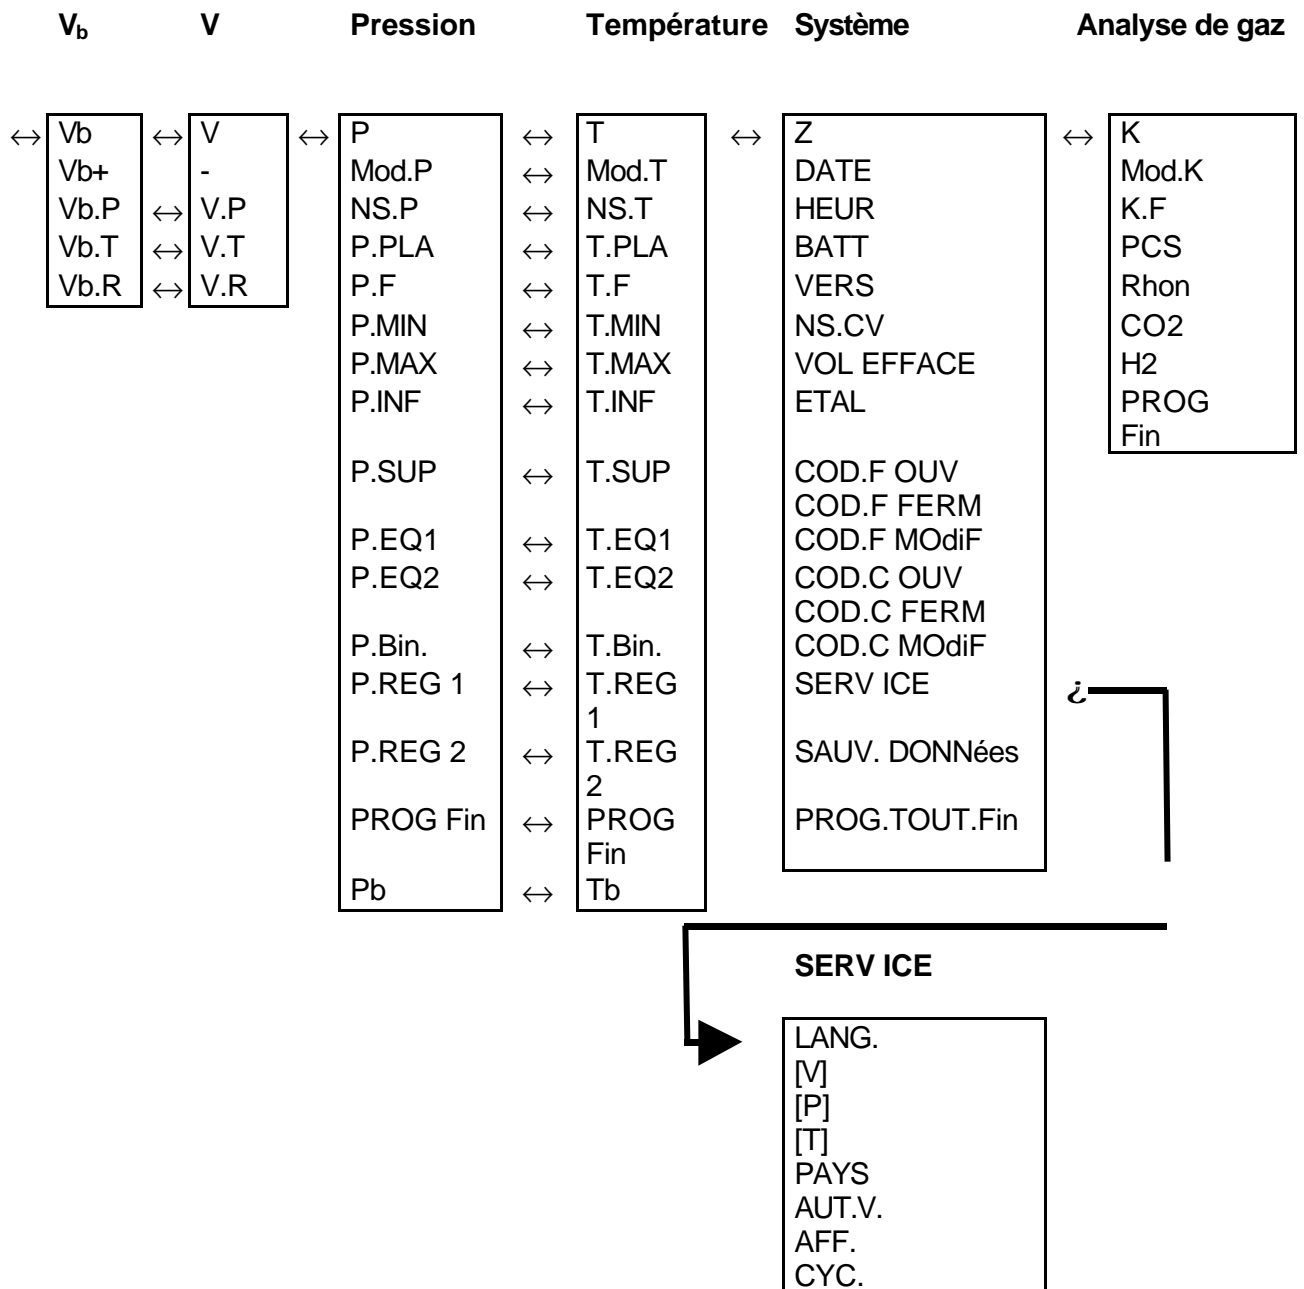 Vb V Pression Température Système Analyse de gaz
↔ Vb ↔ V ↔ P ↔ T ↔ Z ↔ K
Vb+ - Mod.P ↔ Mod.T DATE Mod.K
Vb.P ↔ V.P NS.P ↔ NS.T HEUR K.F
Vb.T ↔ V.T P.PLA ↔ T.PLA BATT PCS
Vb.R ↔ V.R P.F ↔ T.F VERS Rhon
P.MIN ↔ T.MIN NS.CV CO2
P.MAX ↔ T.MAX VOL EFFACE H2
P.INF ↔ T.INF ETAL PROG
Fin
P.SUP ↔ T.SUP COD.F OUV
COD.F FERM
P.EQ1 ↔ T.EQ1 COD.F MOdiF
P.EQ2 ↔ T.EQ2 COD.C OUV
COD.C FERM
P.Bin. ↔ T.Bin. COD.C MOdiF
P.REG 1 ↔ T.REG SERV ICE ¿
1
P.REG 2 ↔ T.REG SAUV. DONNées
2
PROG Fin ↔ PROG PROG.TOUT.Fin
Fin
Pb ↔ Tb
SERV ICE
LANG.
[V]
[P]
[T]
PAYS
AUT.V.
AFF.
CYC.